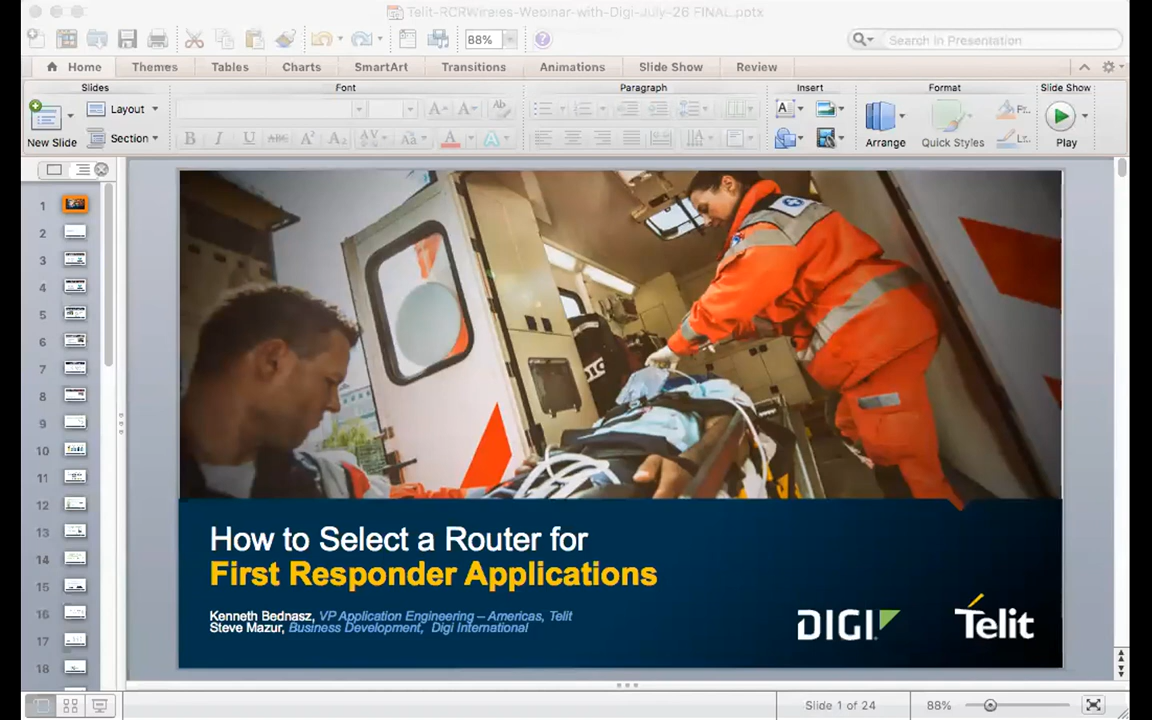 Telit-RCRWireles-Webinar-with-Digi-July-26 FINAL.pptx
88%
Search in Presentation
Home Themes Tables Charts SmartArt Transitions Animations Slide Show Review
Slides Font Paragraph Insert Format Slide Show
New Slide
Layout
Section
B I U ABC
Arrange
Quick Styles
Play
1
2
3
4
5
6
7
8
9
10
11
12
13
14
15
16
17
18
How to Select a Router for
First Responder Applications
Kenneth Bednasz, VP Application Engineering – Americas, Telit
Steve Mazur, Business Development, Digi International
DIGI
Telit
Slide 1 of 24
88%